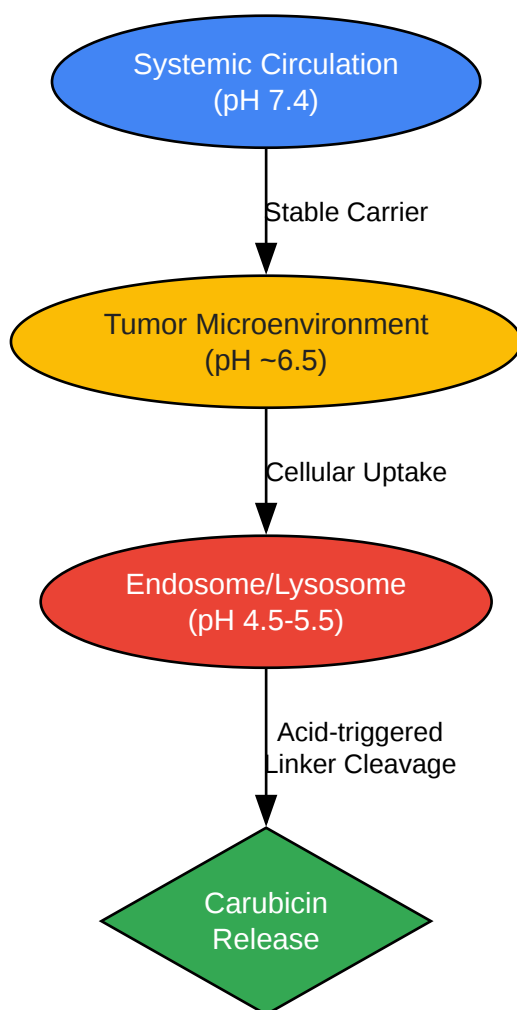 Systemic Circulation
(pH 7.4)
Stable Carrier
Tumor Microenvironment
(pH ~6.5)
Cellular Uptake
Endosome/Lysosome
(pH 4.5-5.5)
Acid-triggered
Linker Cleavage
Carubicin
Release